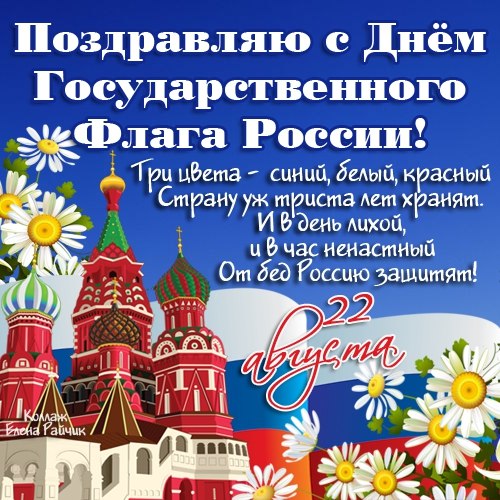 Поздравляю с Днём
Государственного
Флага России!
Три цвета - синий, белый, красный
Страну уж триста лет хранят.
И в день лихой,
и в час ненастный
От бед Россию защитят!
22
августа
Коллаж
Елена Райчик